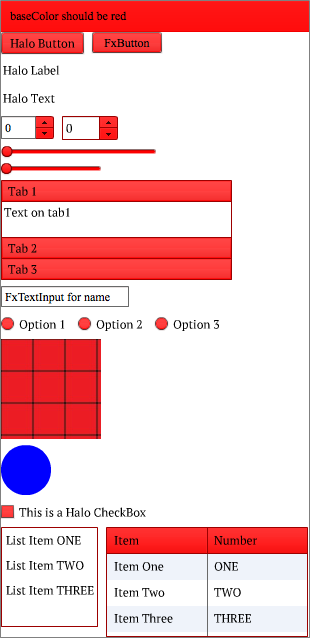 baseColor should be red
Halo Button FxButton
Halo Label
Halo Text
0 0
Tab 1
Text on tab1
Tab 2
Tab 3
FxTextInput for name
Option 1 Option 2 Option 3
This is a Halo CheckBox
List Item ONE
List Item TWO
List Item THREE
Item Number
Item One ONE
Item Two TWO
Item Three THREE